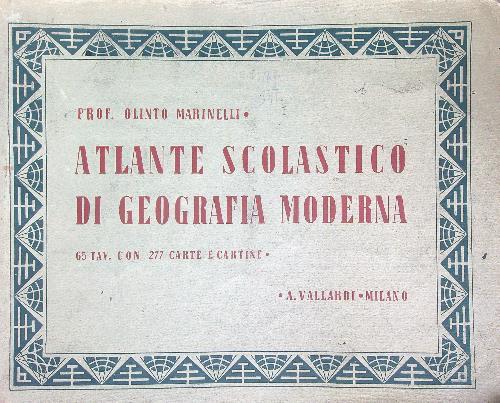 PROF. OLINTO MARINELLI •
ATLANTE SCOLASTICO
DI GEOGRAFIA MODERNA
65 TAV. CON 277 CARTE E CARTINE •
• A. VALLARDI • MILANO